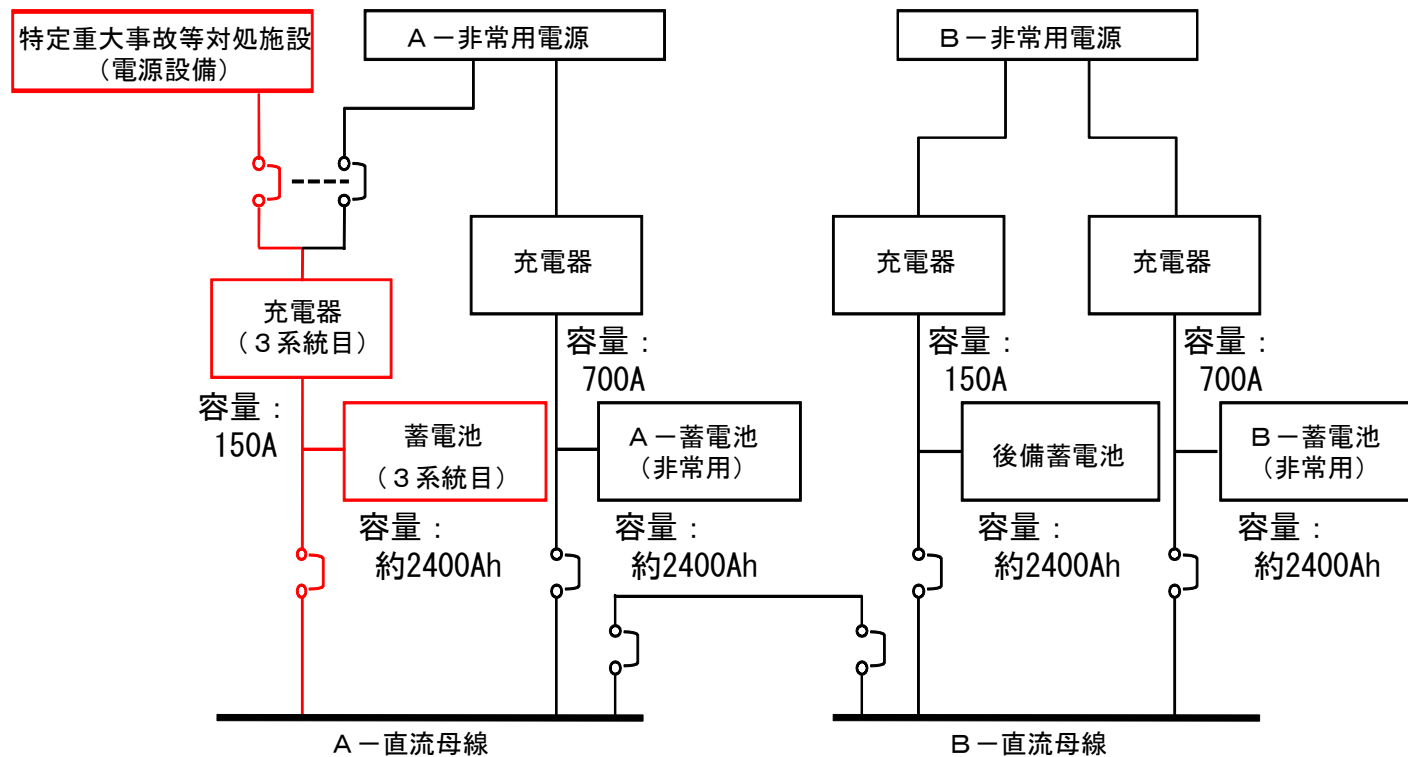 特定重大事故等対処施設
（電源設備）
A－非常用電源
B－非常用電源
充電器
充電器
充電器
充電器
（３系統目）
容量：
700A
容量：
150A
容量：
700A
容量：
150A
蓄電池
（３系統目）
A－蓄電池
（非常用）
後備蓄電池
B－蓄電池
（非常用）
容量：
約2400Ah
容量：
約2400Ah
容量：
約2400Ah
容量：
約2400Ah
A－直流母線
B－直流母線